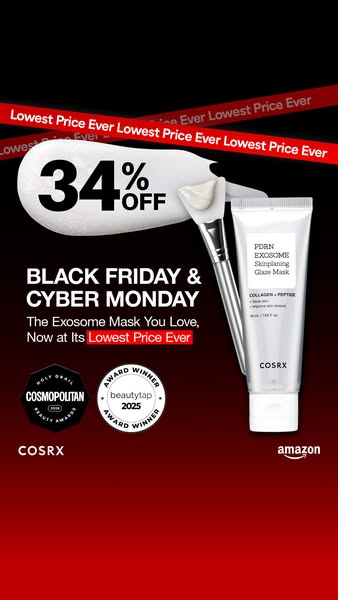 Lowest Price Ever Lowest Price Ever Lowest Price Ever
Lowest Price Ever Lowest Price Ever Lowest Price Ever
34% OFF
PDRN
EXOSOME
Skinplaning
Glaze Mask
COLLAGEN + PEPTIDE
COSRX
BLACK FRIDAY &
CYBER MONDAY
The Exosome Mask You Love,
Now at Its Lowest Price Ever
HOLY GRAIL
COSMOPOLITAN
BEAUTY AWARDS
AWARD WINNER
beautytap
2025
AWARD WINNER
COSRX
amazon